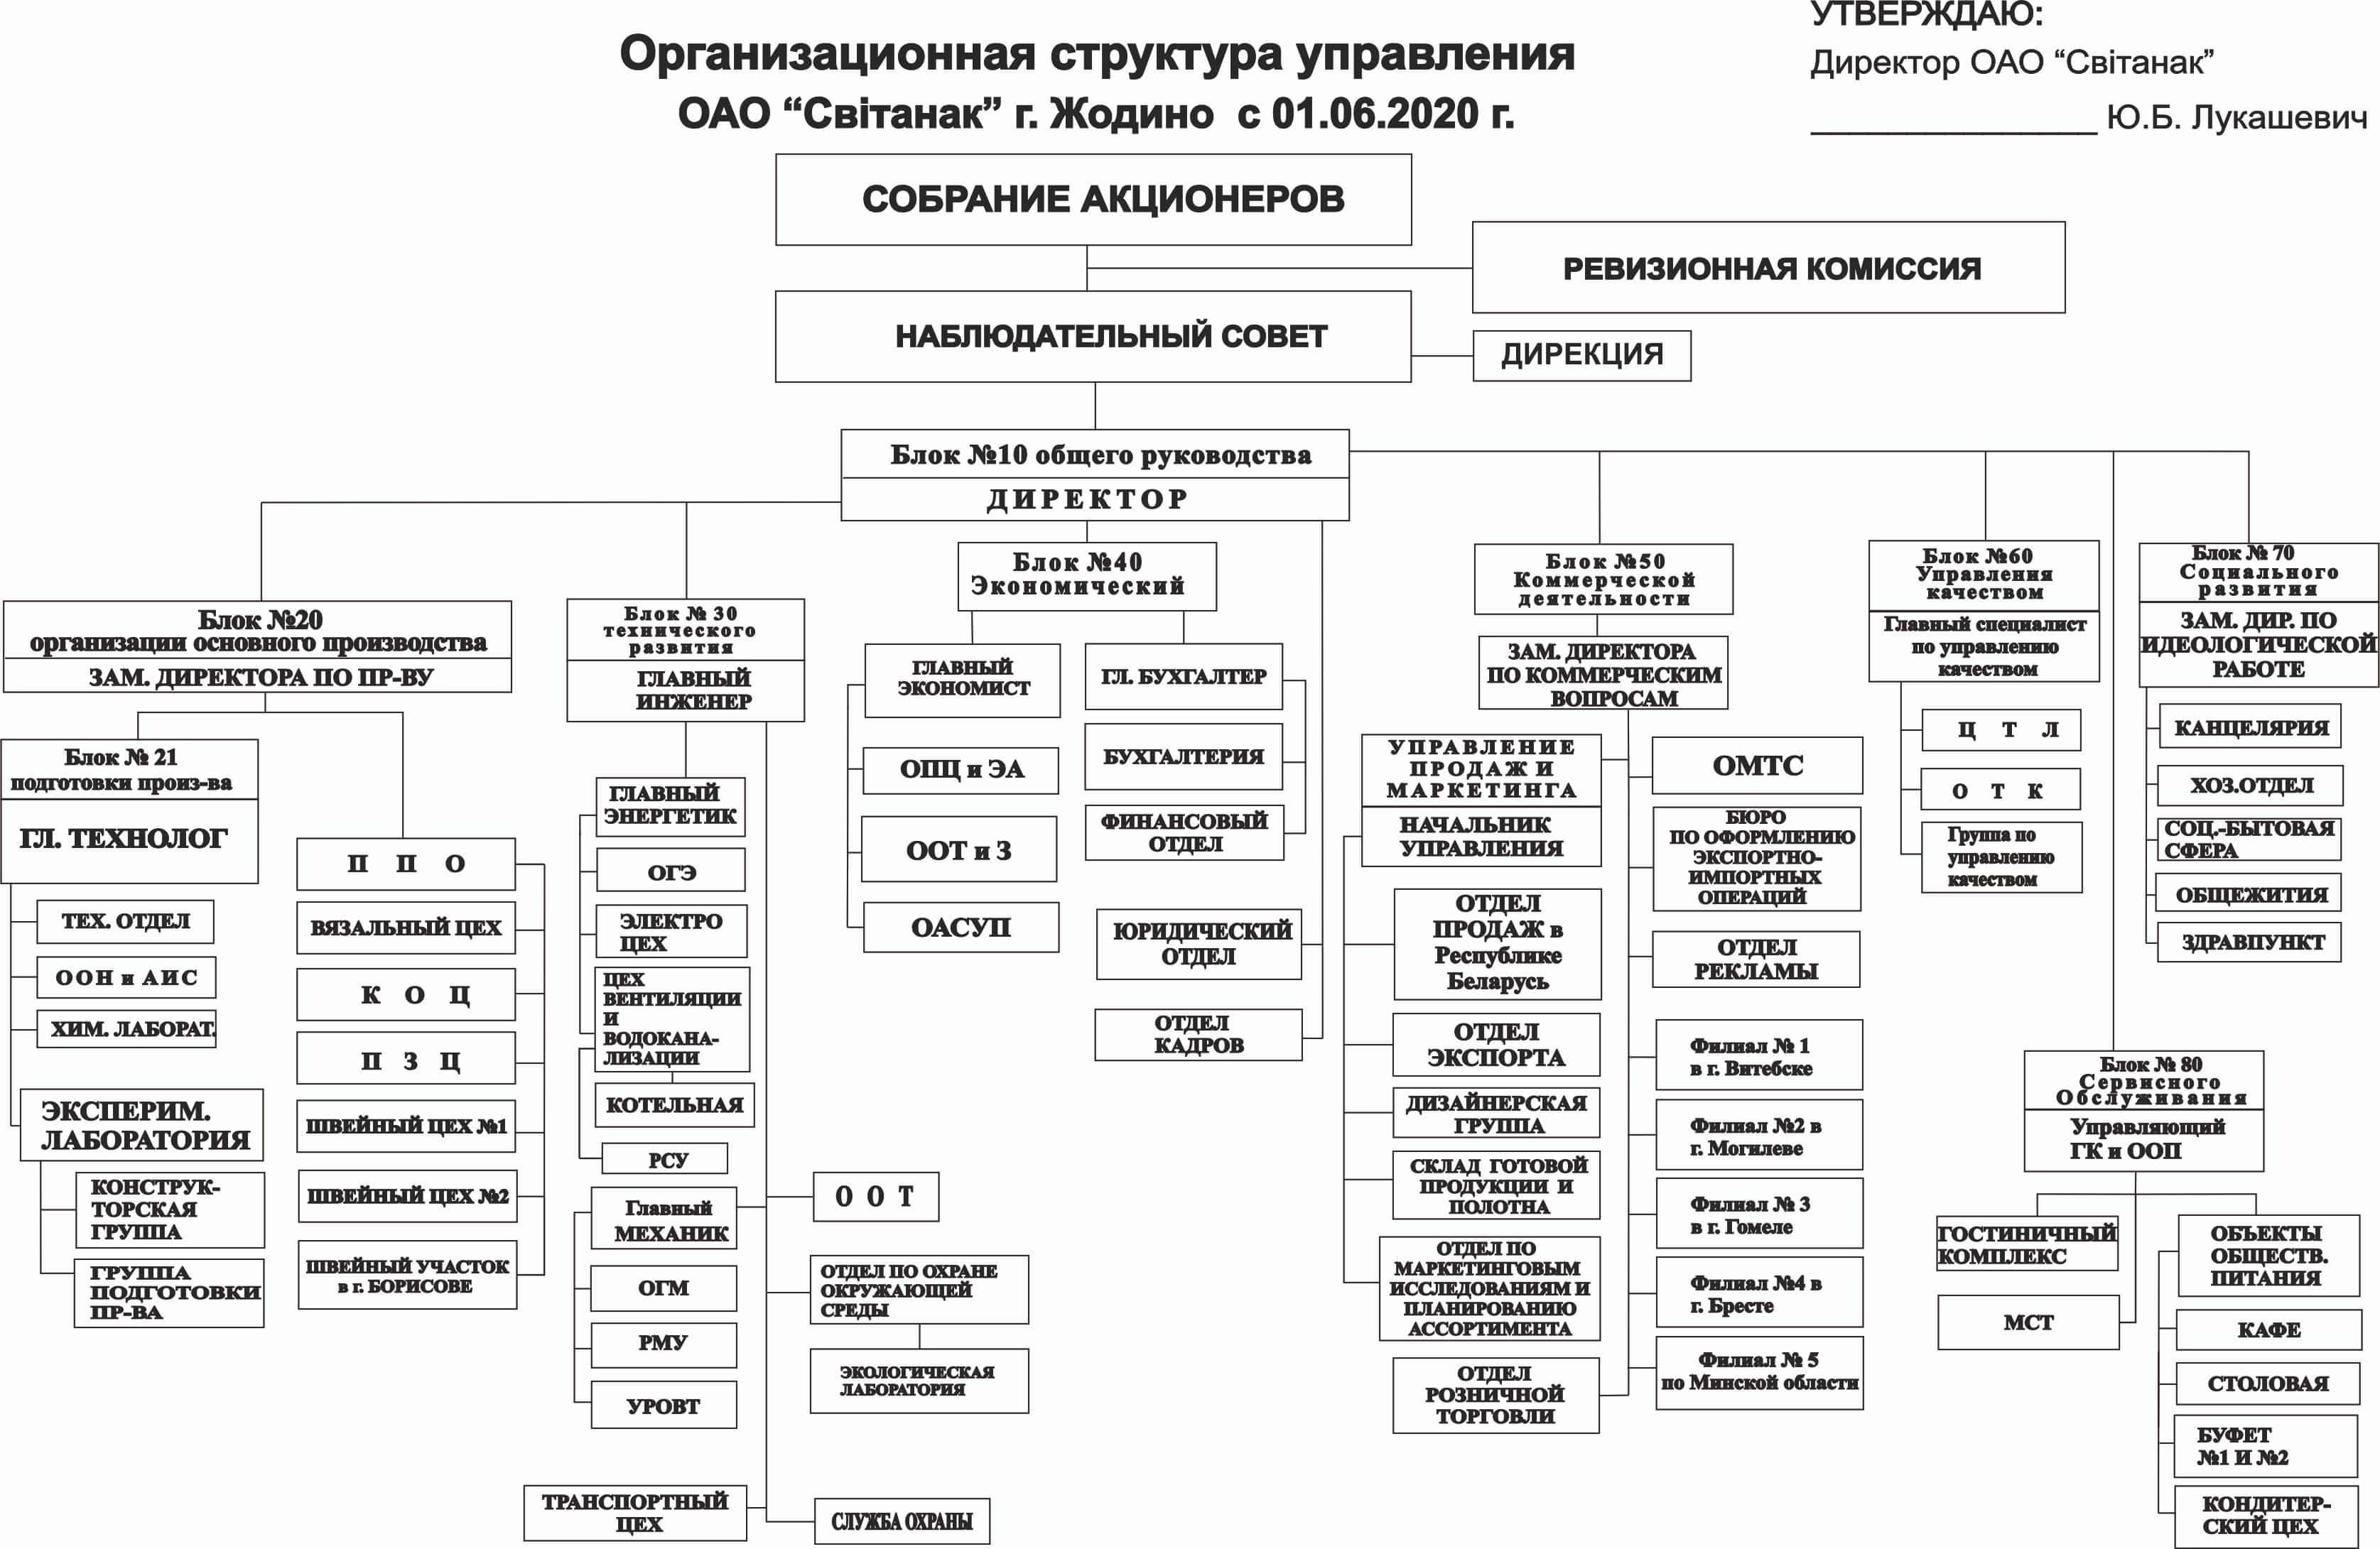 УТВЕРЖДАЮ:
Директор ОАО “Світанак”
_______________ Ю.Б. Лукашевич
Организационная структура управления
ОАО “Світанак” г. Жодино с 01.06.2020 г.
СОБРАНИЕ АКЦИОНЕРОВ
РЕВИЗИОННАЯ КОМИССИЯ
НАБЛЮДАТЕЛЬНЫЙ СОВЕТ
ДИРЕКЦИЯ
Блок №10 общего руководства
ДИРЕКТОР
Блок №20
организации основного производства
ЗАМ. ДИРЕКТОРА ПО ПР-ВУ
Блок № 21
подготовки произ-ва
ГЛ. ТЕХНОЛОГ
ТЕХ. ОТДЕЛ
ООН и АИС
ХИМ. ЛАБОРАТ.
ЭКСПЕРИМ.
ЛАБОРАТОРИЯ
КОНСТРУК-
ТОРСКАЯ
ГРУППА
ГРУППА
ПОДГОТОВКИ
ПР-ВА
П П О
ВЯЗАЛЬНЫЙ ЦЕХ
К О Ц
П З Ц
ШВЕЙНЫЙ ЦЕХ №1
ШВЕЙНЫЙ ЦЕХ №2
ШВЕЙНЫЙ УЧАСТОК
в г. БОРИСОВЕ
Блок № 30
технического
развития
ГЛАВНЫЙ
ИНЖЕНЕР
ГЛАВНЫЙ
ЭНЕРГЕТИК
ОГЭ
ЭЛЕКТРО
ЦЕХ
ЦЕХ
ВЕНТИЛЯЦИИ
И
ВОДОКАНА-
ЛИЗАЦИИ
КОТЕЛЬНАЯ
РСУ
Главный
МЕХАНИК
ОГМ
РМУ
УРОВТ
ТРАНСПОРТНЫЙ
ЦЕХ
О О Т
ОТДЕЛ ПО ОХРАНЕ
ОКРУЖАЮЩЕЙ
СРЕДЫ
ЭКОЛОГИЧЕСКАЯ
ЛАБОРАТОРИЯ
СЛУЖБА ОХРАНЫ
Блок №40
Экономический
ГЛАВНЫЙ
ЭКОНОМИСТ
ОПЦ и ЭА
ООТ и З
ОАСУП
ГЛ. БУХГАЛТЕР
БУХГАЛТЕРИЯ
ФИНАНСОВЫЙ
ОТДЕЛ
ЮРИДИЧЕСКИЙ
ОТДЕЛ
ОТДЕЛ
КАДРОВ
Блок №50
Коммерческой
деятельности
ЗАМ. ДИРЕКТОРА
ПО КОММЕРЧЕСКИМ
ВОПРОСАМ
УПРАВЛЕНИЕ
ПРОДАЖ И
МАРКЕТИНГА
НАЧАЛЬНИК
УПРАВЛЕНИЯ
ОТДЕЛ
ПРОДАЖ в
Республике
Беларусь
ОТДЕЛ
ЭКСПОРТА
ДИЗАЙНЕРСКАЯ
ГРУППА
СКЛАД ГОТОВОЙ
ПРОДУКЦИИ И
ПОЛОТНА
ОТДЕЛ ПО
МАРКЕТИНГОВЫМ
ИССЛЕДОВАНИЯМ И
ПЛАНИРОВАНИЮ
АССОРТИМЕНТА
ОТДЕЛ
РОЗНИЧНОЙ
ТОРГОВЛИ
ОМТС
БЮРО
ПО ОФОРМЛЕНИЮ
ЭКСПОРТНО-
ИМПОРТНЫХ
ОПЕРАЦИЙ
ОТДЕЛ
РЕКЛАМЫ
Филиал № 1
в г. Витебске
Филиал №2 в
г. Могилеве
Филиал № 3
в г. Гомеле
Филиал №4 в
г. Бресте
Филиал № 5
по Минской области
Блок №60
Управления
качеством
Главный специалист
по управлению
качеством
Ц Т Л
О Т К
Группа по
управлению
качеством
Блок № 70
Социального
развития
ЗАМ. ДИР. ПО
ИДЕОЛОГИЧЕСКОЙ
РАБОТЕ
КАНЦЕЛЯРИЯ
ХОЗ.ОТДЕЛ
СОЦ.-БЫТОВАЯ
СФЕРА
ОБЩЕЖИТИЯ
ЗДРАВПУНКТ
Блок № 80
Сервисного
Обслуживания
Управляющий
ГК и ООП
ГОСТИНИЧНЫЙ
КОМПЛЕКС
МСТ
ОБЪЕКТЫ
ОБЩЕСТВ.
ПИТАНИЯ
КАФЕ
СТОЛОВАЯ
БУФЕТ
№1 И №2
КОНДИТЕР-
СКИЙ ЦЕХ